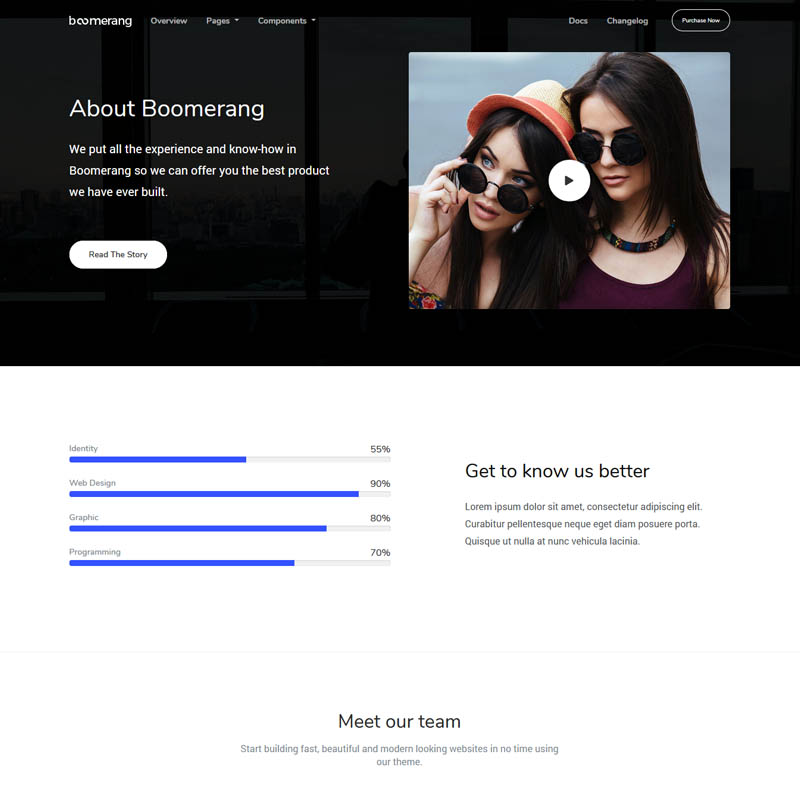 boomerang Overview Pages Components Docs Changelog Purchase Now
About Boomerang
We put all the experience and know-how in
Boomerang so we can offer you the best product
we have ever built.
Read The Story
Identity 55%
Web Design 90%
Graphic 80%
Programming 70%
Get to know us better
Lorem ipsum dolor sit amet, consectetur adipiscing elit.
Curabitur pellentesque neque eget diam posuere porta.
Quisque ut nulla at nunc vehicula lacinia.
Meet our team
Start building fast, beautiful and modern looking websites in no time using
our theme.